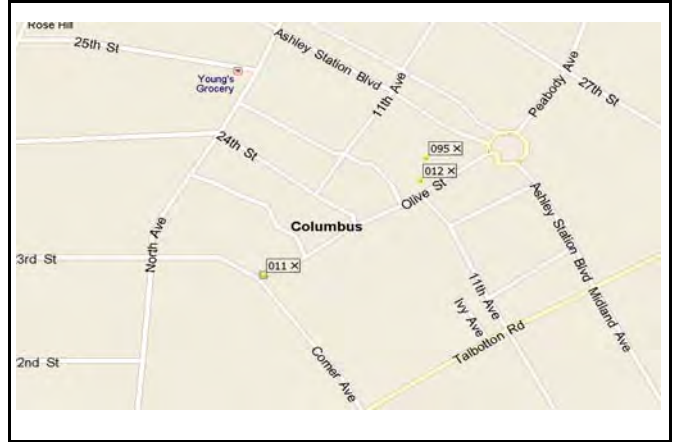 Rose Hill
25th St
Ashley Station Blvd
Young's
Grocery
11th Ave
Peabody Ave
27th St
24th St
095 ×
012 ×
Olive St
Columbus
North Ave
3rd St
011 ×
Ashley Station Blvd
Midland Ave
11th Ave
Ivy Ave
Talbotton Rd
2nd St
Comer Ave